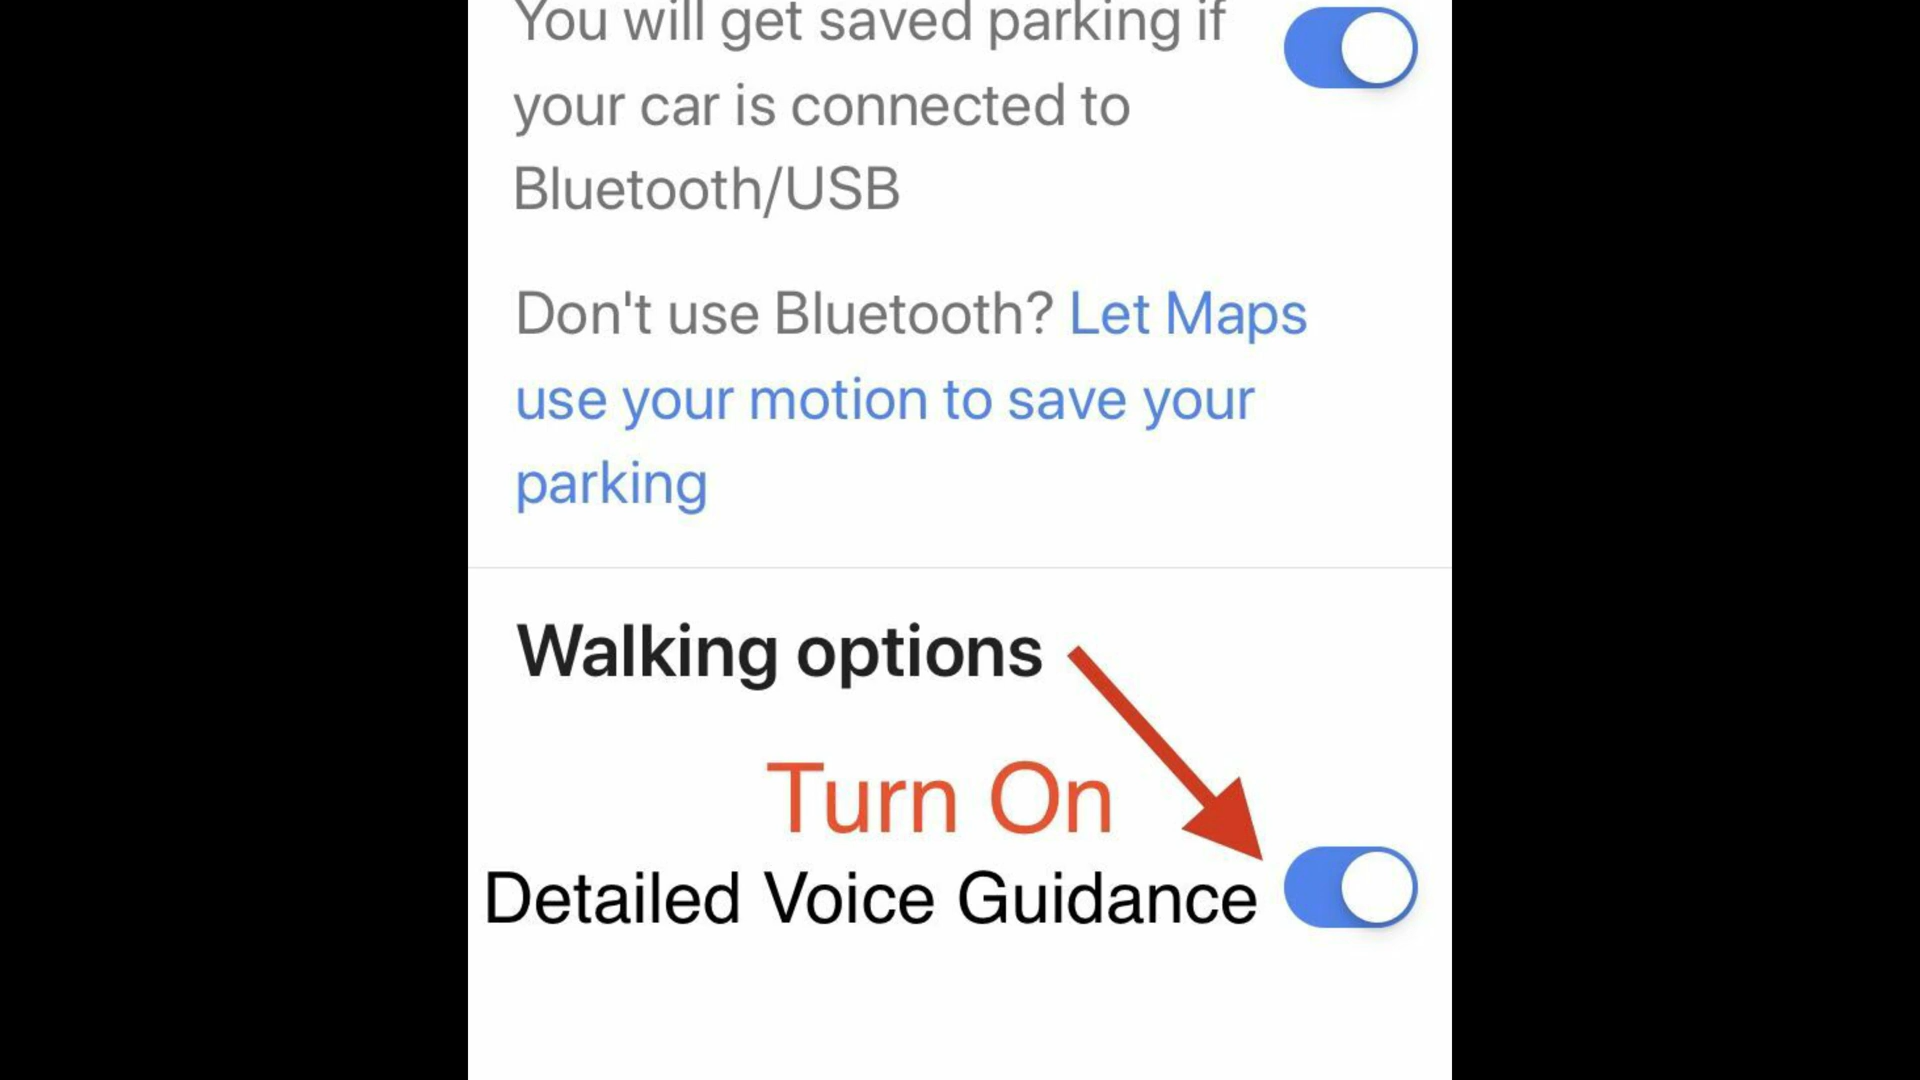 You will get saved parking if
your car is connected to
Bluetooth/USB
Don't use Bluetooth? Let Maps
use your motion to save your
parking
Walking options
Turn On
Detailed Voice Guidance